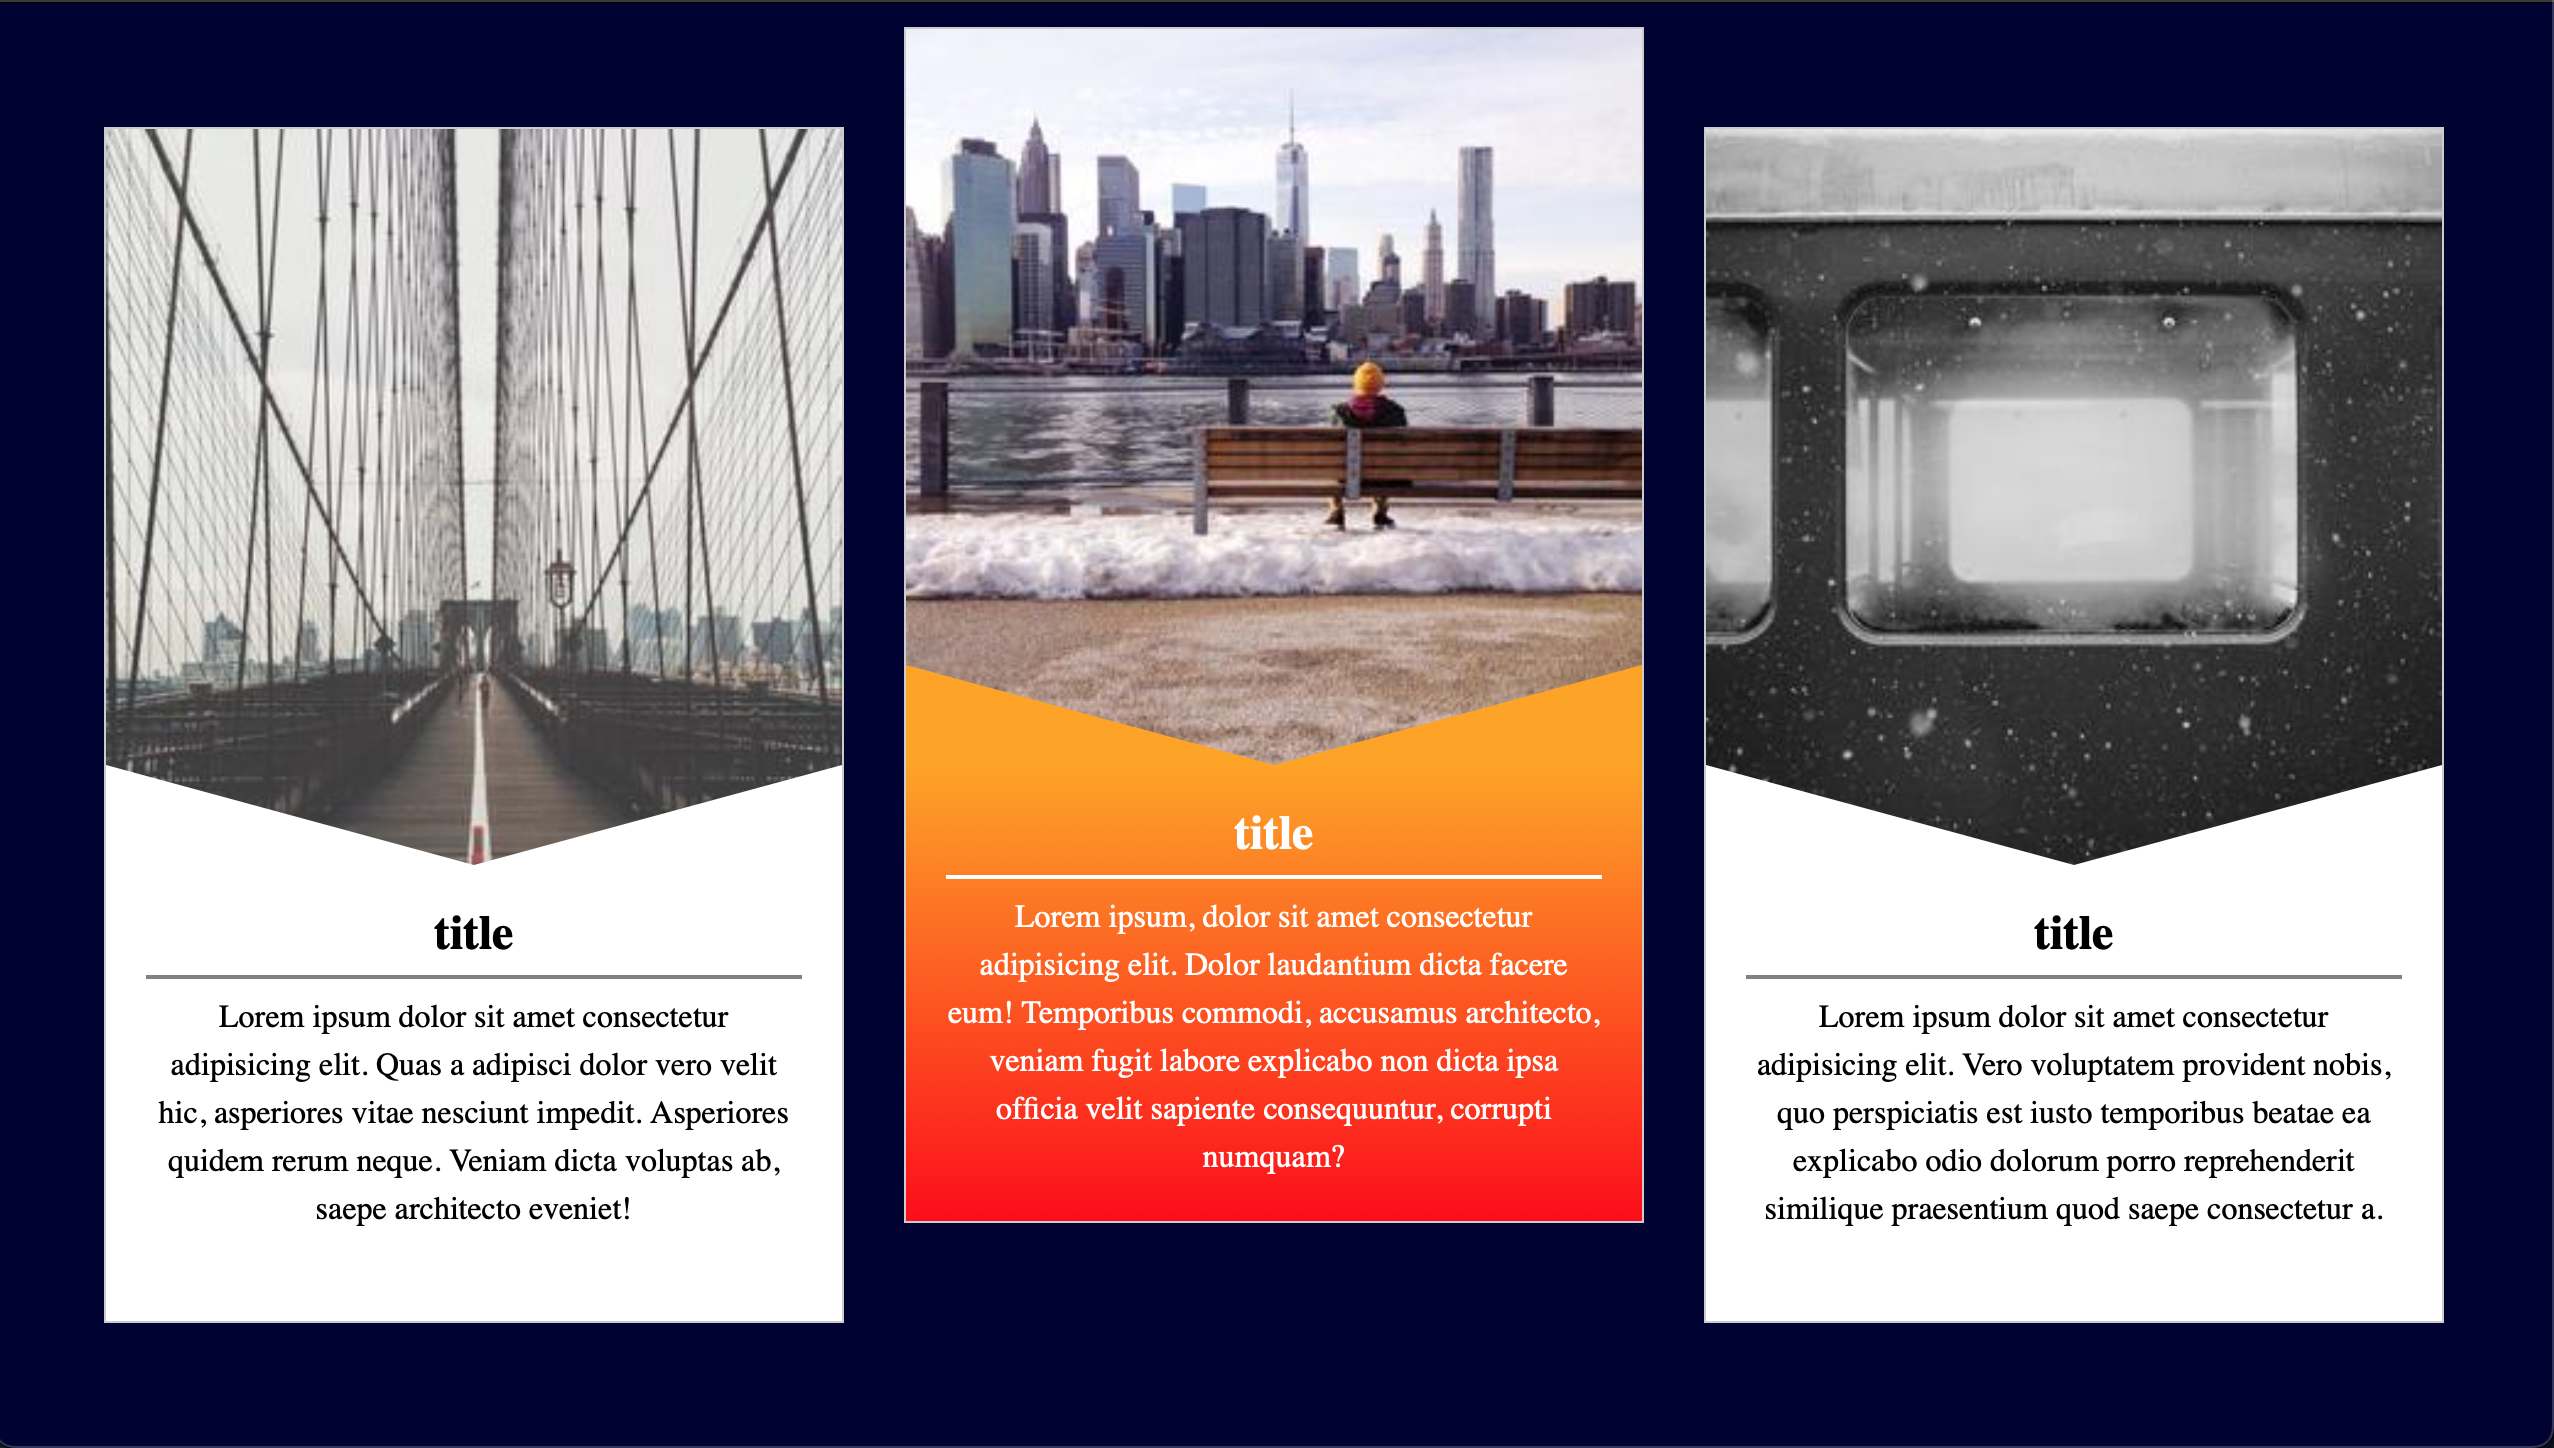 title
Lorem ipsum dolor sit amet consectetur
adipisicing elit. Quas a adipisci dolor vero velit
hic, asperiores vitae nesciunt impedit. Asperiores
quidem rerum neque. Veniam dicta voluptas ab,
saepe architecto eveniet!
title
Lorem ipsum, dolor sit amet consectetur
adipisicing elit. Dolor laudantium dicta facere
eum! Temporibus commodi, accusamus architecto,
veniam fugit labore explicabo non dicta ipsa
officia velit sapiente consequuntur, corrupti
numquam?
title
Lorem ipsum dolor sit amet consectetur
adipisicing elit. Vero voluptatem provident nobis,
quo perspiciatis est iusto temporibus beatae ea
explicabo odio dolorum porro reprehenderit
similique praesentium quod saepe consectetur a.